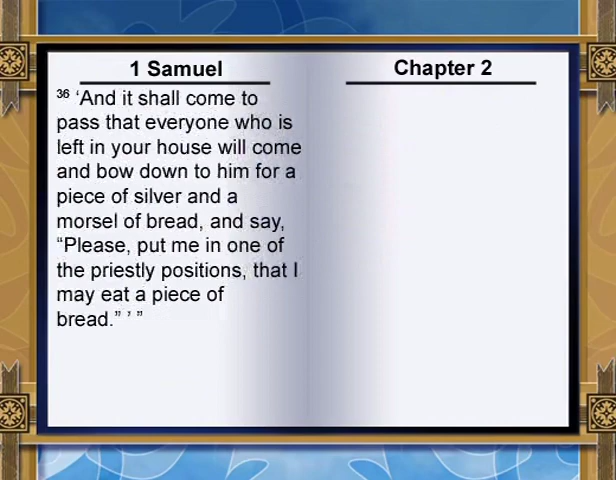 1 Samuel
Chapter 2
36 ‘And it shall come to
pass that everyone who is
left in your house will come
and bow down to him for a
piece of silver and a
morsel of bread, and say,
“Please, put me in one of
the priestly positions, that I
may eat a piece of
bread.” ’ ”